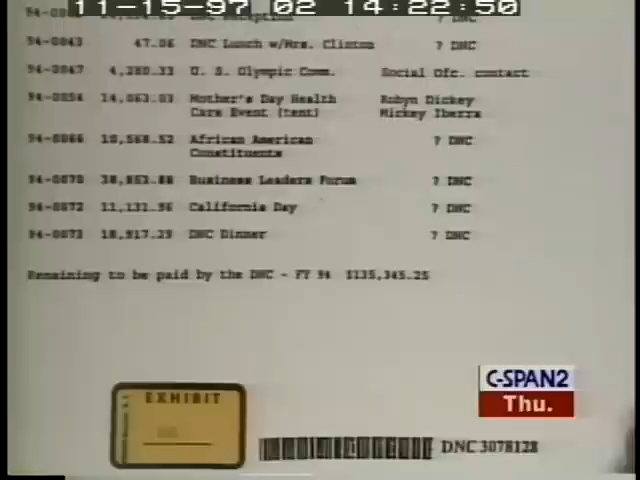 11-15-97 02 14:22:50
DNC Reception ? DNC
94-0043 47.06 DNC Lunch w/Mrs. Clinton ? DNC
94-0047 4,280.33 U. S. Olympic Comm. Social Ofc. contact
94-0054 14,063.03 Mother's Day Health Robyn Dickey
Care Event (tent) Mickey Iberra
94-0066 10,568.52 African American ? DNC
Constituents
94-0070 38,853.88 Business Leaders Forum ? DNC
94-0072 11,131.96 California Day ? DNC
94-0073 18,917.29 DNC Dinner ? DNC
Remaining to be paid by the DNC - FY 94 $135,345.25
EXHIBIT
C-SPAN2
Thu.
DNC 3078128